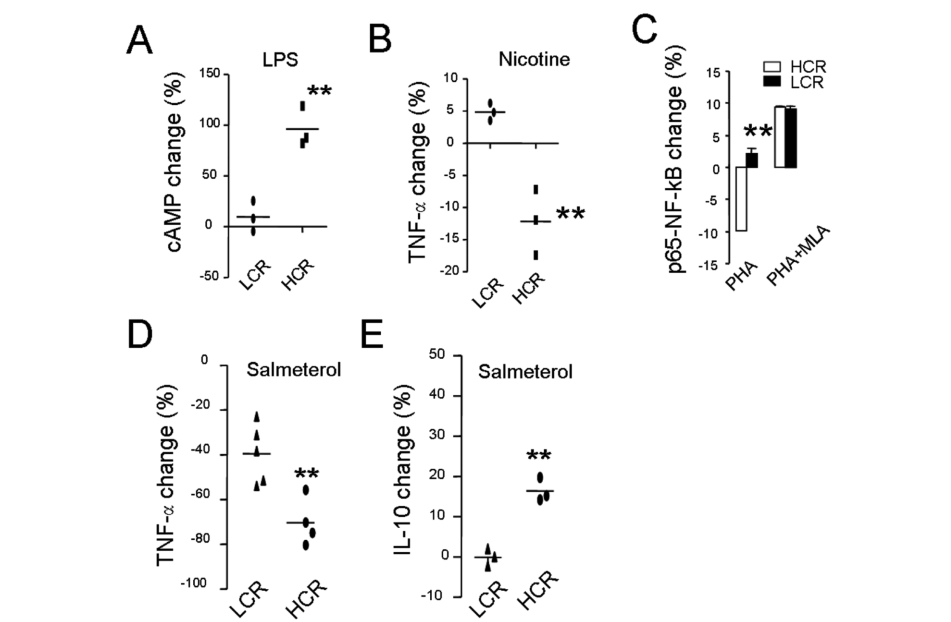 A
LPS
cAMP change (%)
150
100
50
0
-50
LCR
HCR
**
B
Nicotine
TNF-α change (%)
10
5
0
-5
-10
-15
-20
LCR
HCR
**
C
HCR
LCR
p65-NF-kB change (%)
15
10
5
0
-5
-10
-15
**
PHA
PHA+MLA
D
Salmeterol
TNF-α change (%)
0
-20
-40
-60
-80
-100
**
LCR
HCR
E
Salmeterol
IL-10 change (%)
50
40
30
20
10
0
-10
**
LCR
HCR